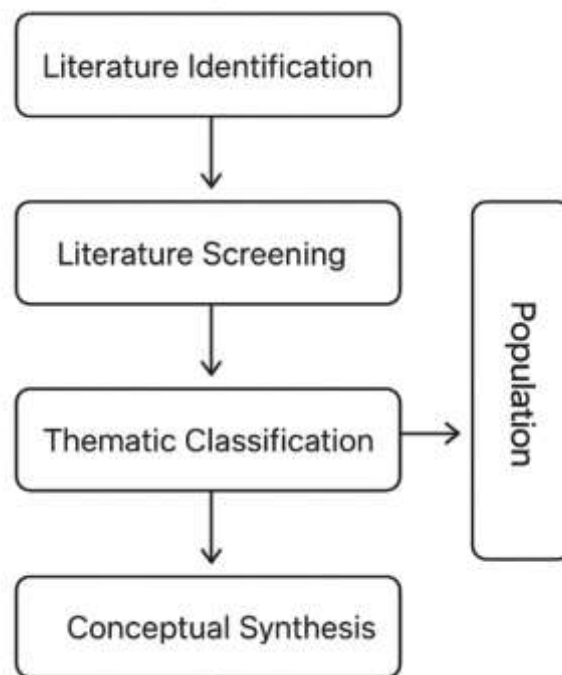 Literature Identification
Literature Screening
Thematic Classification
Population
Conceptual Synthesis